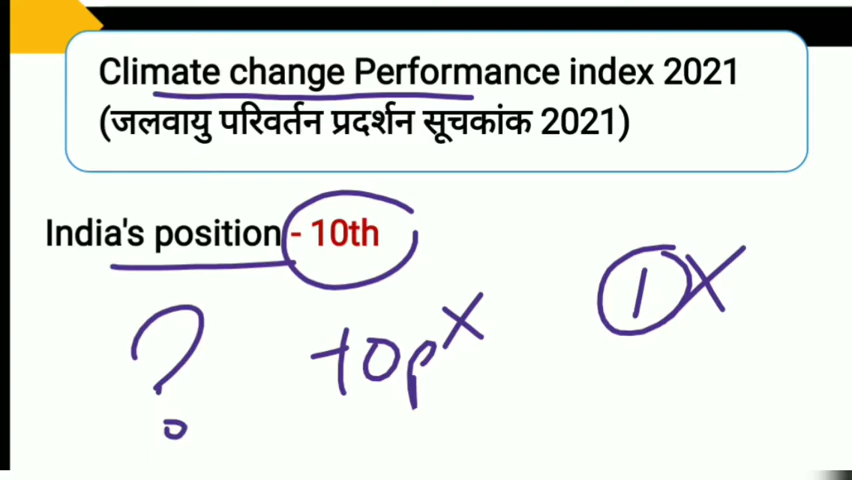 Climate change Performance index 2021
(जलवायु परिवर्तन प्रदर्शन सूचकांक 2021)
India's position - 10th
? top X 1 X